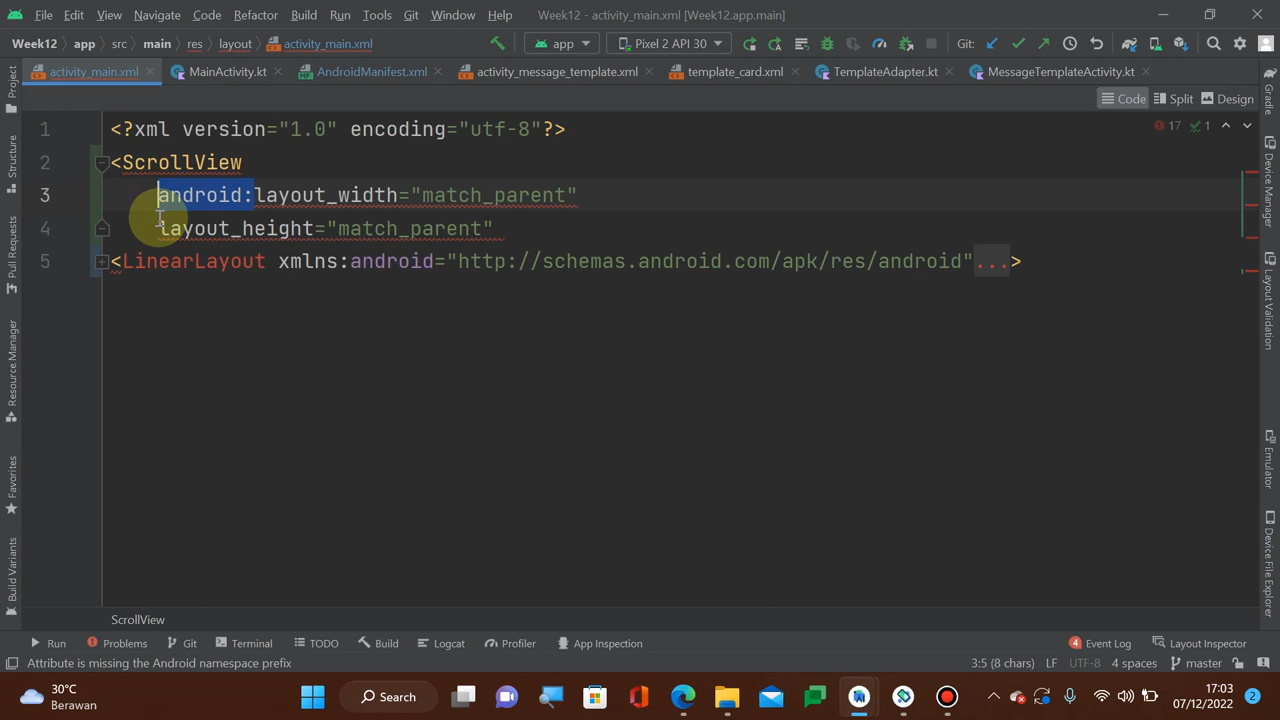 File Edit View Navigate Code Refactor Build Run Tools Git Window Help Week12 - activity_main.xml [Week12.app.main]
Week12 app src main res layout activity_main.xml app Pixel 2 API 30 Git:
activity_main.xml MainActivity.kt AndroidManifest.xml activity_message_template.xml template_card.xml TemplateAdapter.kt MessageTemplateActivity.kt
Code Split Design
17 1
1 <?xml version="1.0" encoding="utf-8"?>
2 <ScrollView
3 android:layout_width="match_parent"
4 layout_height="match_parent"
5 <LinearLayout xmlns:android="http://schemas.android.com/apk/res/android"...>
Project
Structure
Pull Requests
Resource Manager
Favorites
Build Variants
Gradle
Device Manager
Layout Validation
Emulator
Device File Explorer
ScrollView
Run Problems Git Terminal TODO Build Logcat Profiler App Inspection 4 Event Log Layout Inspector
Attribute is missing the Android namespace prefix 3:5 (8 chars) LF UTF-8 4 spaces master
30°C
Berawan
Search
17:03
07/12/2022
2